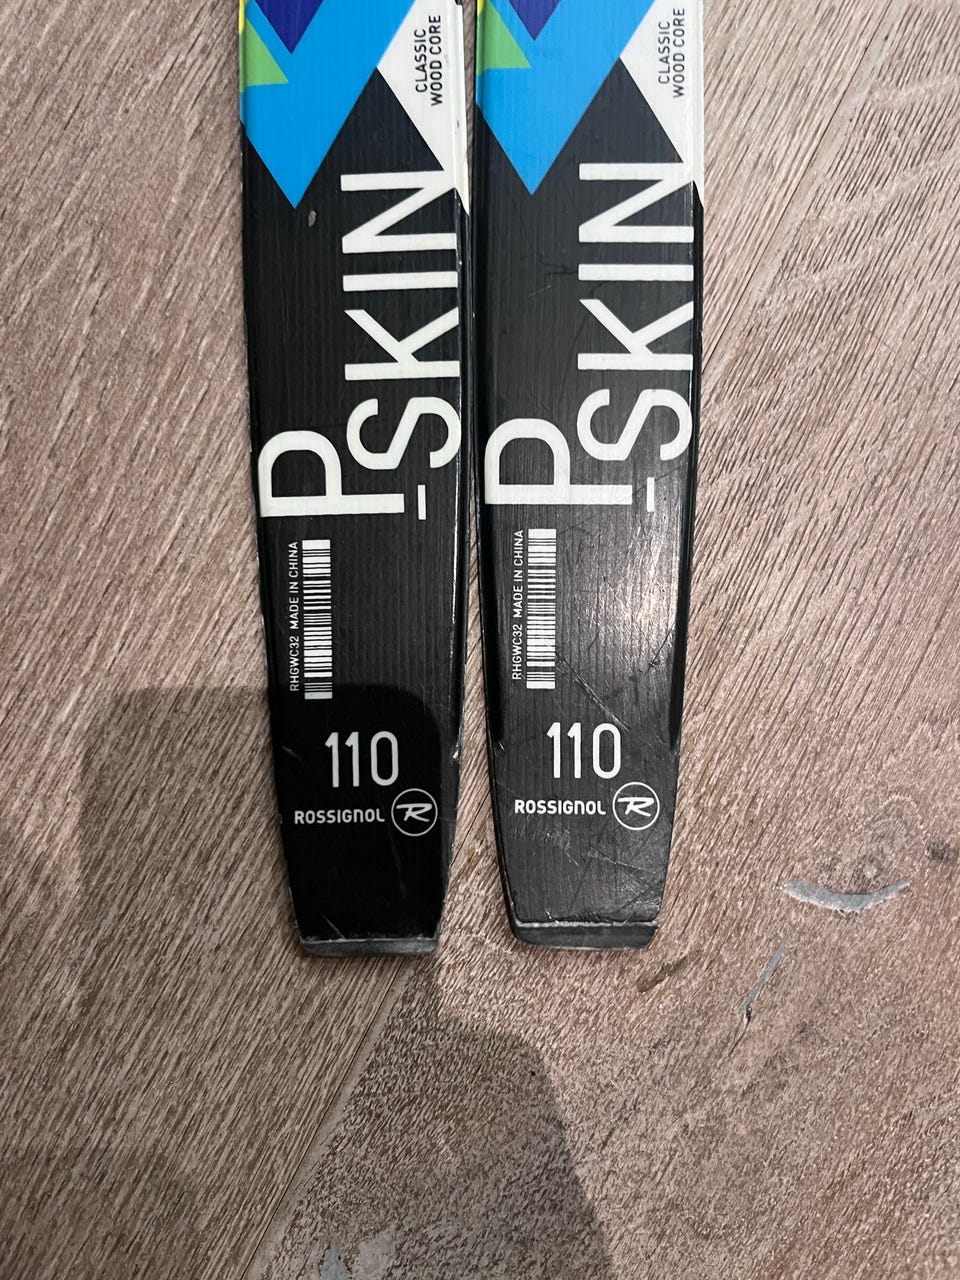 CLASSIC
WOOD CORE
P_SKIN
RHGWC32 MADE IN CHINA
110
ROSSIGNOL R
CLASSIC
WOOD CORE
P_SKIN
RHGWC32 MADE IN CHINA
110
ROSSIGNOL R